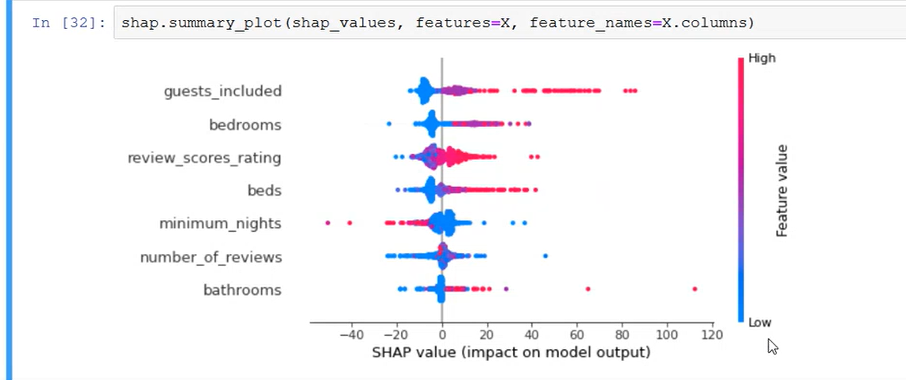 In [32]: shap.summary_plot(shap_values, features=X, feature_names=X.columns)
High
guests_included
bedrooms
review_scores_rating
beds
minimum_nights
number_of_reviews
bathrooms
Feature value
Low
−40 −20 0 20 40 60 80 100 120
SHAP value (impact on model output)